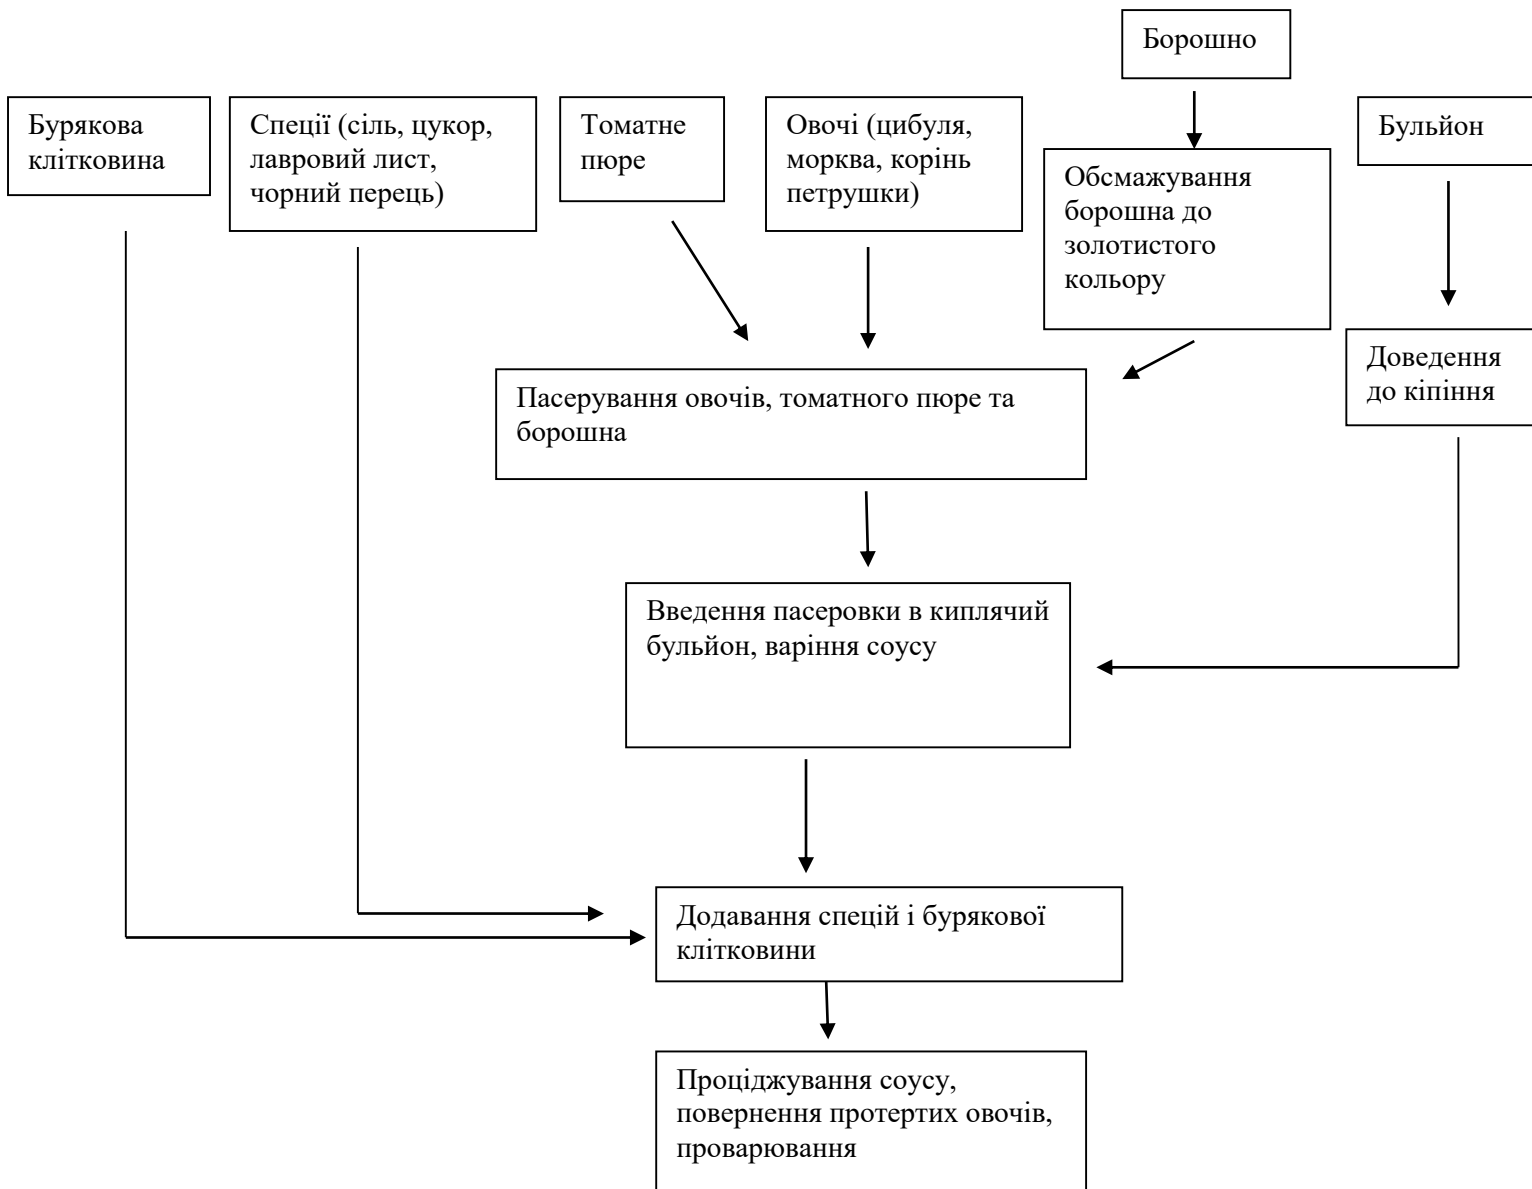 Борошно
Бурякова
клітковина
Спеції (сіль, цукор,
лавровий лист,
чорний перець)
Томатне
пюре
Овочі (цибуля,
морква, корінь
петрушки)
Бульйон
Обсмажування
борошна до
золотистого
кольору
Доведення
до кіпіння
Пасерування овочів, томатного пюре та
борошна
Введення пасеровки в киплячий
бульйон, варіння соусу
Додавання спецій і бурякової
клітковини
Проціджування соусу,
повернення протертих овочів,
проварювання